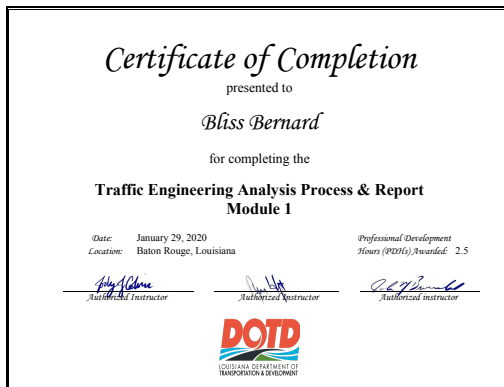 Certificate of Completion
presented to
Bliss Bernard
for completing the
Traffic Engineering Analysis Process & Report
Module 1
Date: January 29, 2020
Location: Baton Rouge, Louisiana
Professional Development
Hours (PDHs) Awarded: 2.5
Authorized Instructor
Authorized Instructor
Authorized instructor
DOTD
LOUISIANA DEPARTMENT OF
TRANSPORTATION & DEVELOPMENT